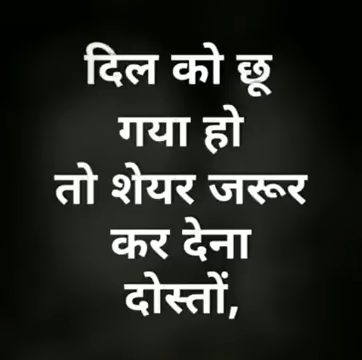 दिल को छू
गया हो
तो शेयर जरूर
कर देना
दोस्तों,